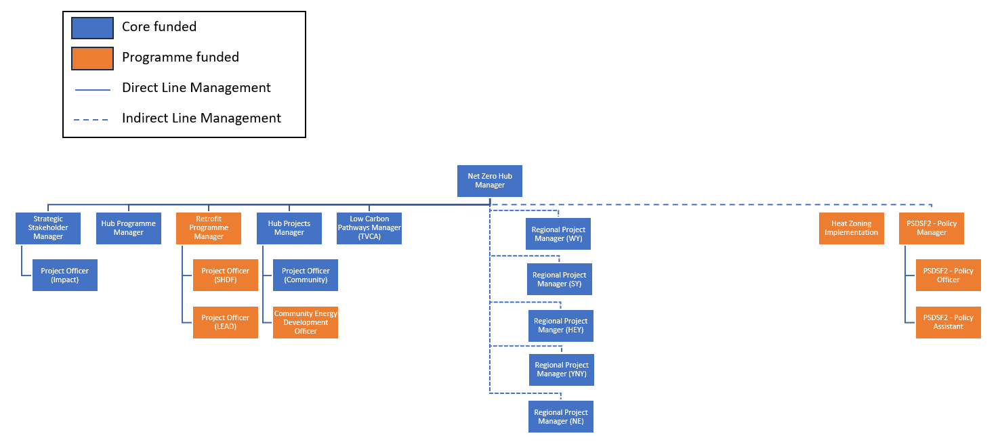 Core funded
Programme funded
Direct Line Management
Indirect Line Management
Net Zero Hub
Manager
Strategic
Stakeholder
Manager
Hub Programme
Manager
Retrofit
Programme
Manager
Hub Projects
Manager
Low Carbon
Pathways Manager
(TVCA)
Regional Project
Manager (WY)
Heat Zoning
Implementation
PSDSF2 - Policy
Manager
Project Officer
(Impact)
Project Officer
(SHDF)
Project Officer
(Community)
Regional Project
Manager (SY)
PSDSF2 - Policy
Officer
Project Officer
(LEAD)
Community Energy
Development
Officer
Regional Project
Manger (HEY)
PSDSF2 - Policy
Assistant
Regional Project
Manager (YNY)
Regional Project
Manager (NE)